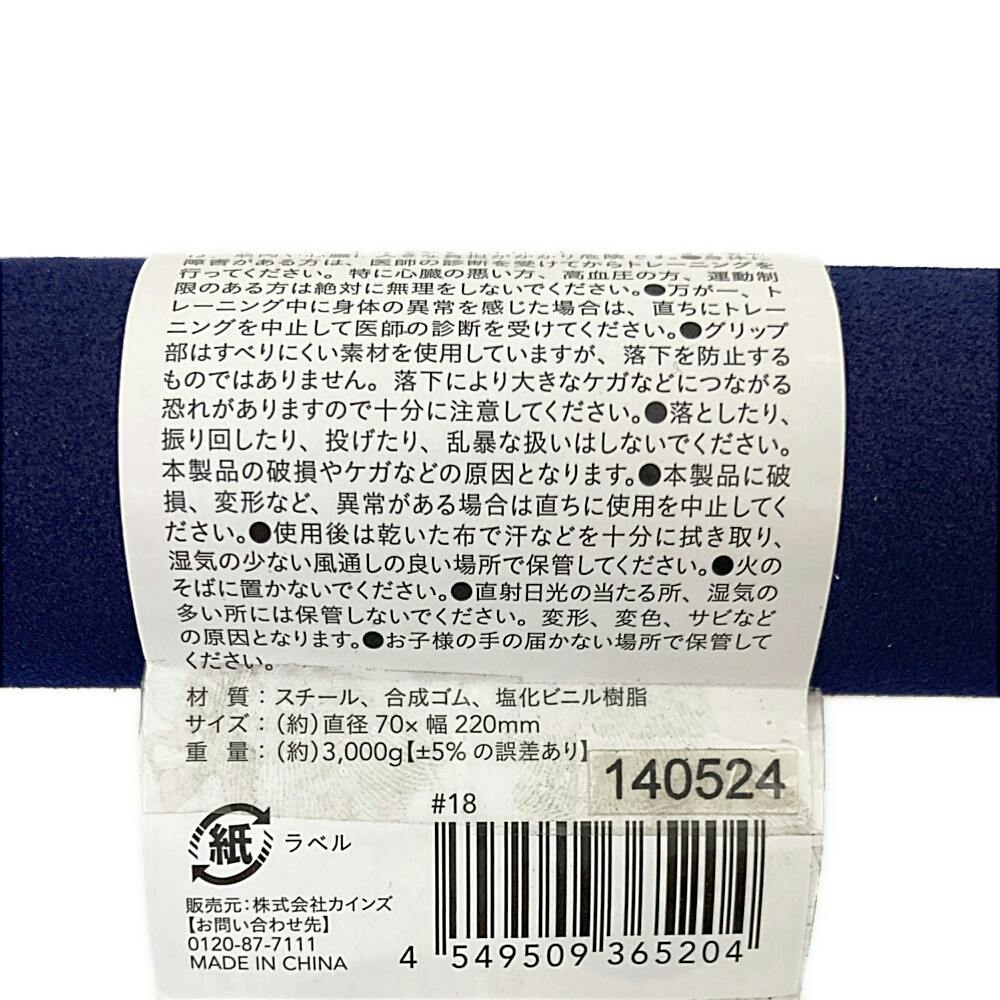 障害がある方は、医師の診断を受けてからトレーニングを
行ってください。特に心臓の悪い方、高血圧の方、運動制
限のある方は絶対に無理をしないでください。●万が一、ト
レーニング中に身体の異常を感じた場合は、直ちにトレー
ニングを中止して医師の診断を受けてください。●グリップ
部はすべりにくい素材を使用していますが、落下を防止する
ものではありません。落下により大きなケガなどにつながる
恐れがありますので十分に注意してください。●落としたり、
振り回したり、投げたり、乱暴な扱いはしないでください。
本製品の破損やケガなどの原因となります。●本製品に破
損、変形など、異常がある場合は直ちに使用を中止してく
ださい。●使用後は乾いた布で汗などを十分に拭き取り、
湿気の少ない風通しの良い場所で保管してください。●火の
そばに置かないでください。●直射日光の当たる所、湿気の
多い所には保管しないでください。変形、変色、サビなど
の原因となります。●お子様の手の届かない場所で保管して
ください。
材 質：スチール、合成ゴム、塩化ビニル樹脂
サイズ：（約）直径 70× 幅 220mm
重 量：（約）3,000g【±5% の誤差あり】
140524
#18
紙 ラベル
販売元：株式会社カインズ
【お問い合わせ先】
0120-87-7111
MADE IN CHINA
4 549509 365204